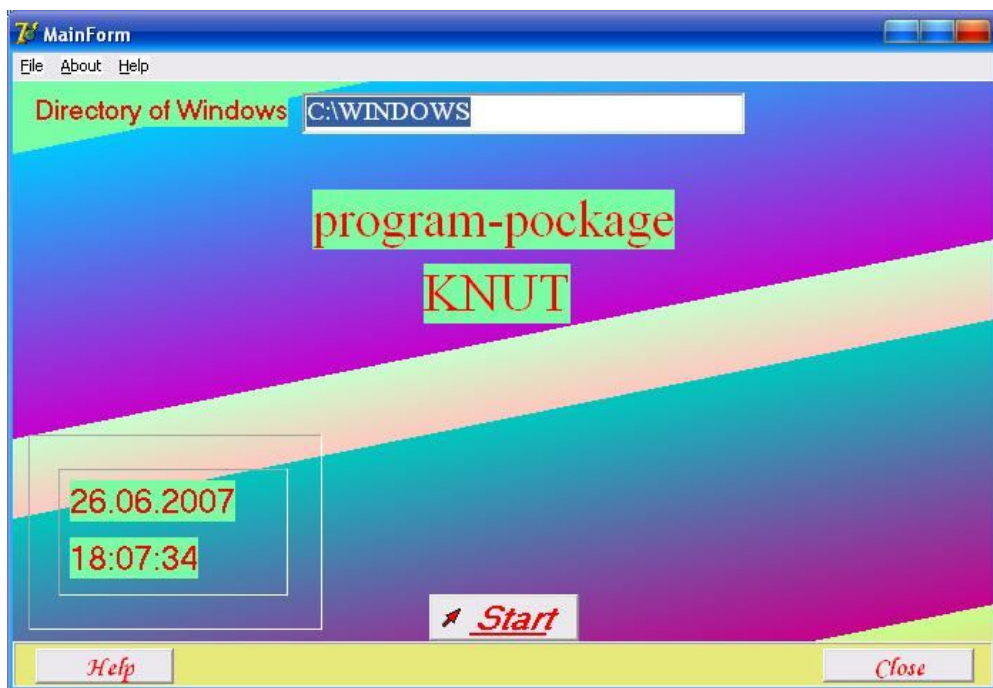 MainForm
File About Help
Directory of Windows C:\WINDOWS
program-pockage
KNUT
26.06.2007
18:07:34
Start
Help Close